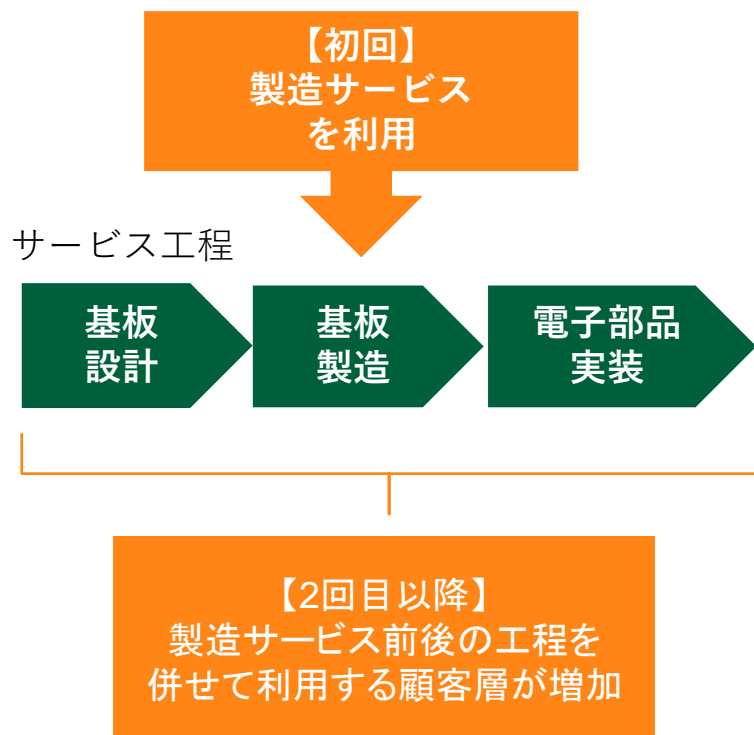 【初回】
製造サービス
を利用
サービス工程
基板
設計
基板
製造
電子部品
実装
【2回目以降】
製造サービス前後の工程を
併せて利用する顧客層が増加